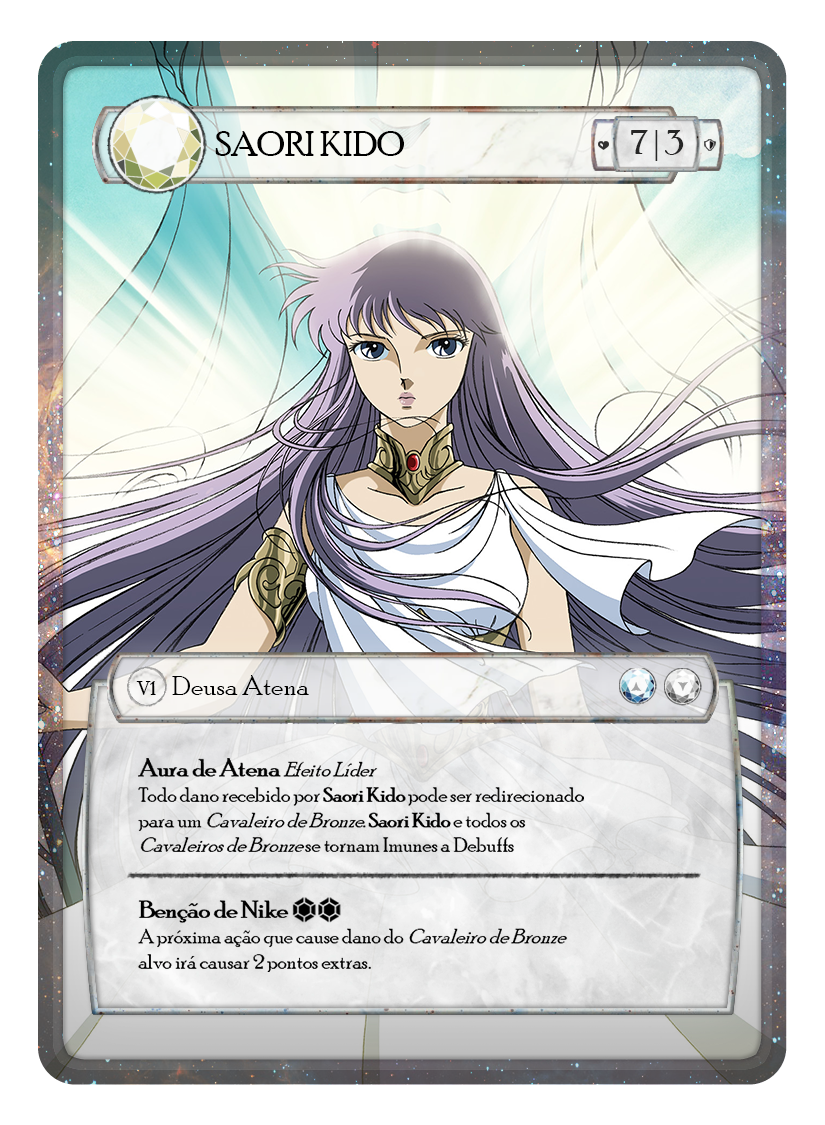 SAORI KIDO
7|3
V1 Deusa Atena
Aura de Atena Efeito Líder
Todo dano recebido por Saori Kido pode ser redirecionado
para um Cavaleiro de Bronze. Saori Kido e todos os
Cavaleiros de Bronze se tornam Imunes a Debuffs
Benção de Nike
A próxima ação que cause dano do Cavaleiro de Bronze
alvo irá causar 2 pontos extras.